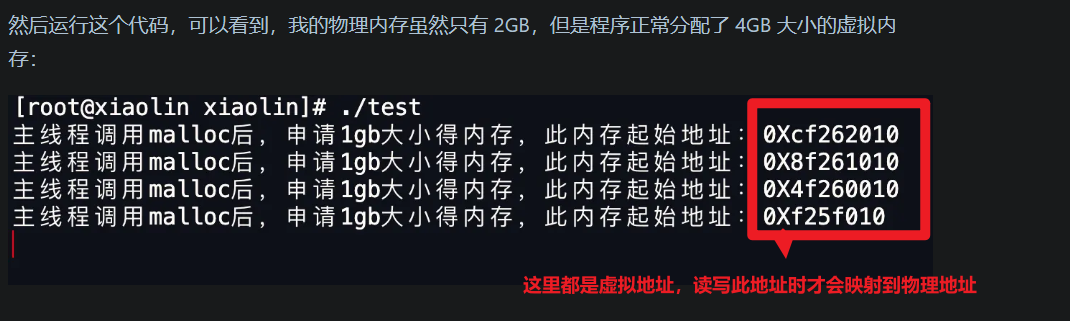 然后运行这个代码，可以看到，我的物理内存虽然只有 2GB，但是程序正常分配了 4GB 大小的虚拟内
存：
[root@xiaolin xiaolin]# ./test
主线程调用malloc后，申请1gb大小得内存，此内存起始地址：0Xcf262010
主线程调用malloc后，申请1gb大小得内存，此内存起始地址：0X8f261010
主线程调用malloc后，申请1gb大小得内存，此内存起始地址：0X4f260010
主线程调用malloc后，申请1gb大小得内存，此内存起始地址：0Xf25f010
这里都是虚拟地址，读写此地址时才会映射到物理地址